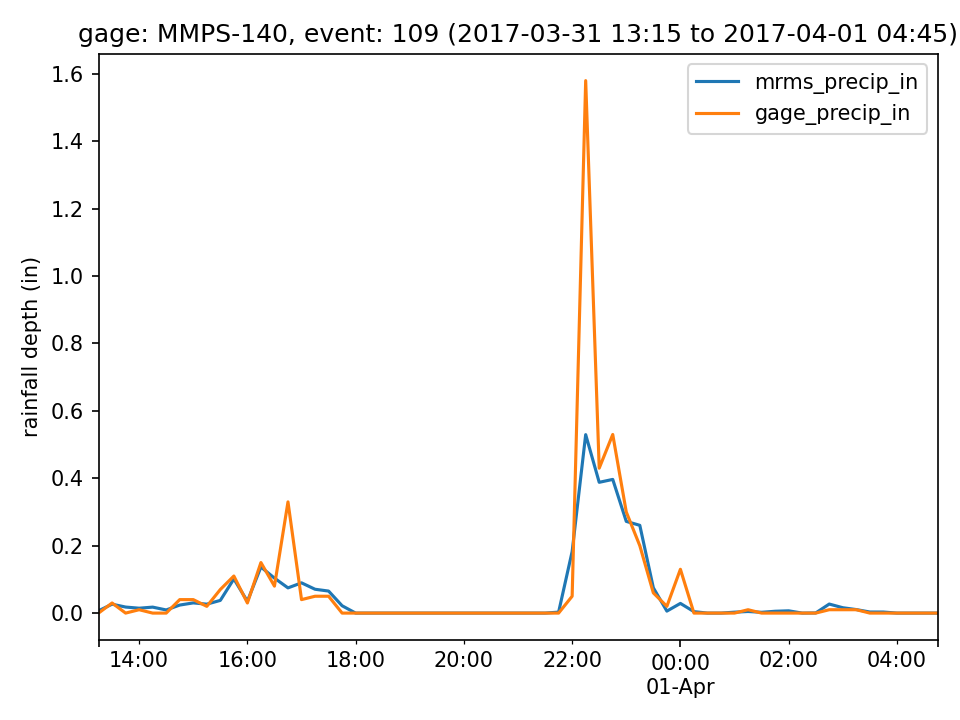 gage: MMPS-140, event: 109 (2017-03-31 13:15 to 2017-04-01 04:45)
mrms_precip_in
gage_precip_in
rainfall depth (in)
1.6
1.4
1.2
1.0
0.8
0.6
0.4
0.2
0.0
14:00 16:00 18:00 20:00 22:00 00:00 02:00 04:00
01-Apr